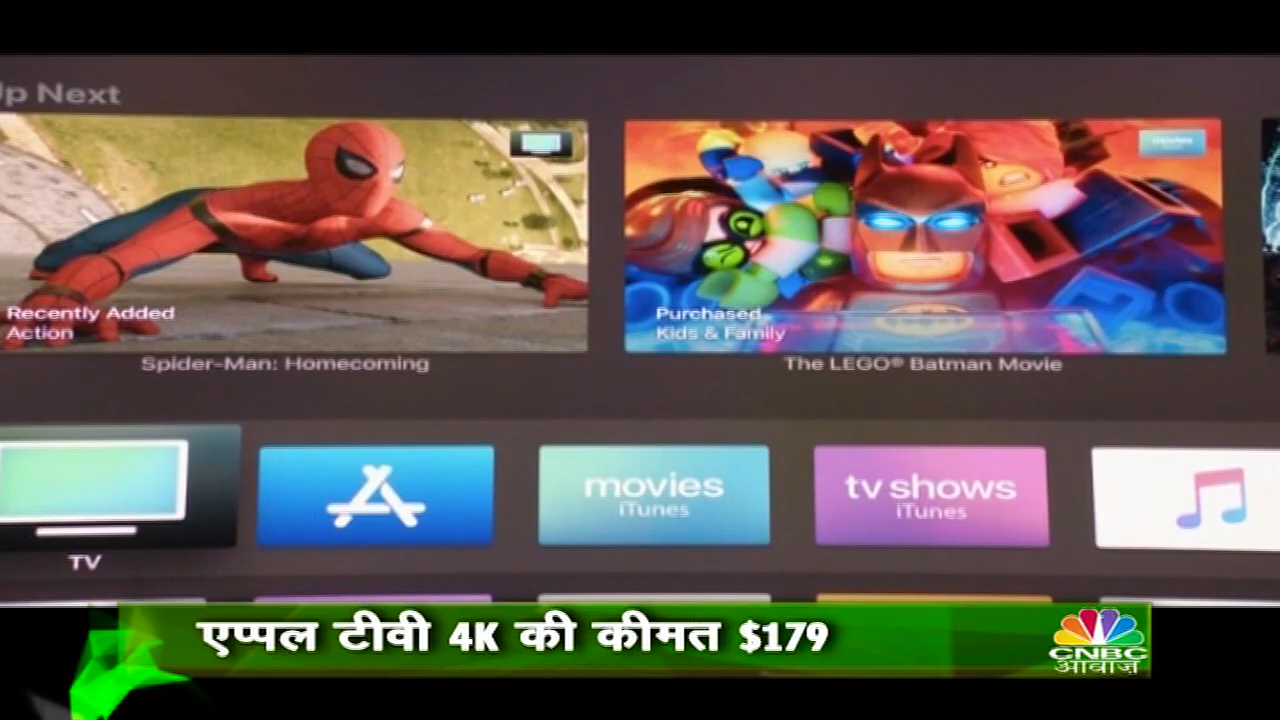 Up Next
movies
Recently Added
Action
Purchased
Kids & Family
Spider-Man: Homecoming
The LEGO® Batman Movie
movies
iTunes
tv shows
iTunes
TV
एप्पल टीवी 4K की कीमत $179
CNBC
आवाज़